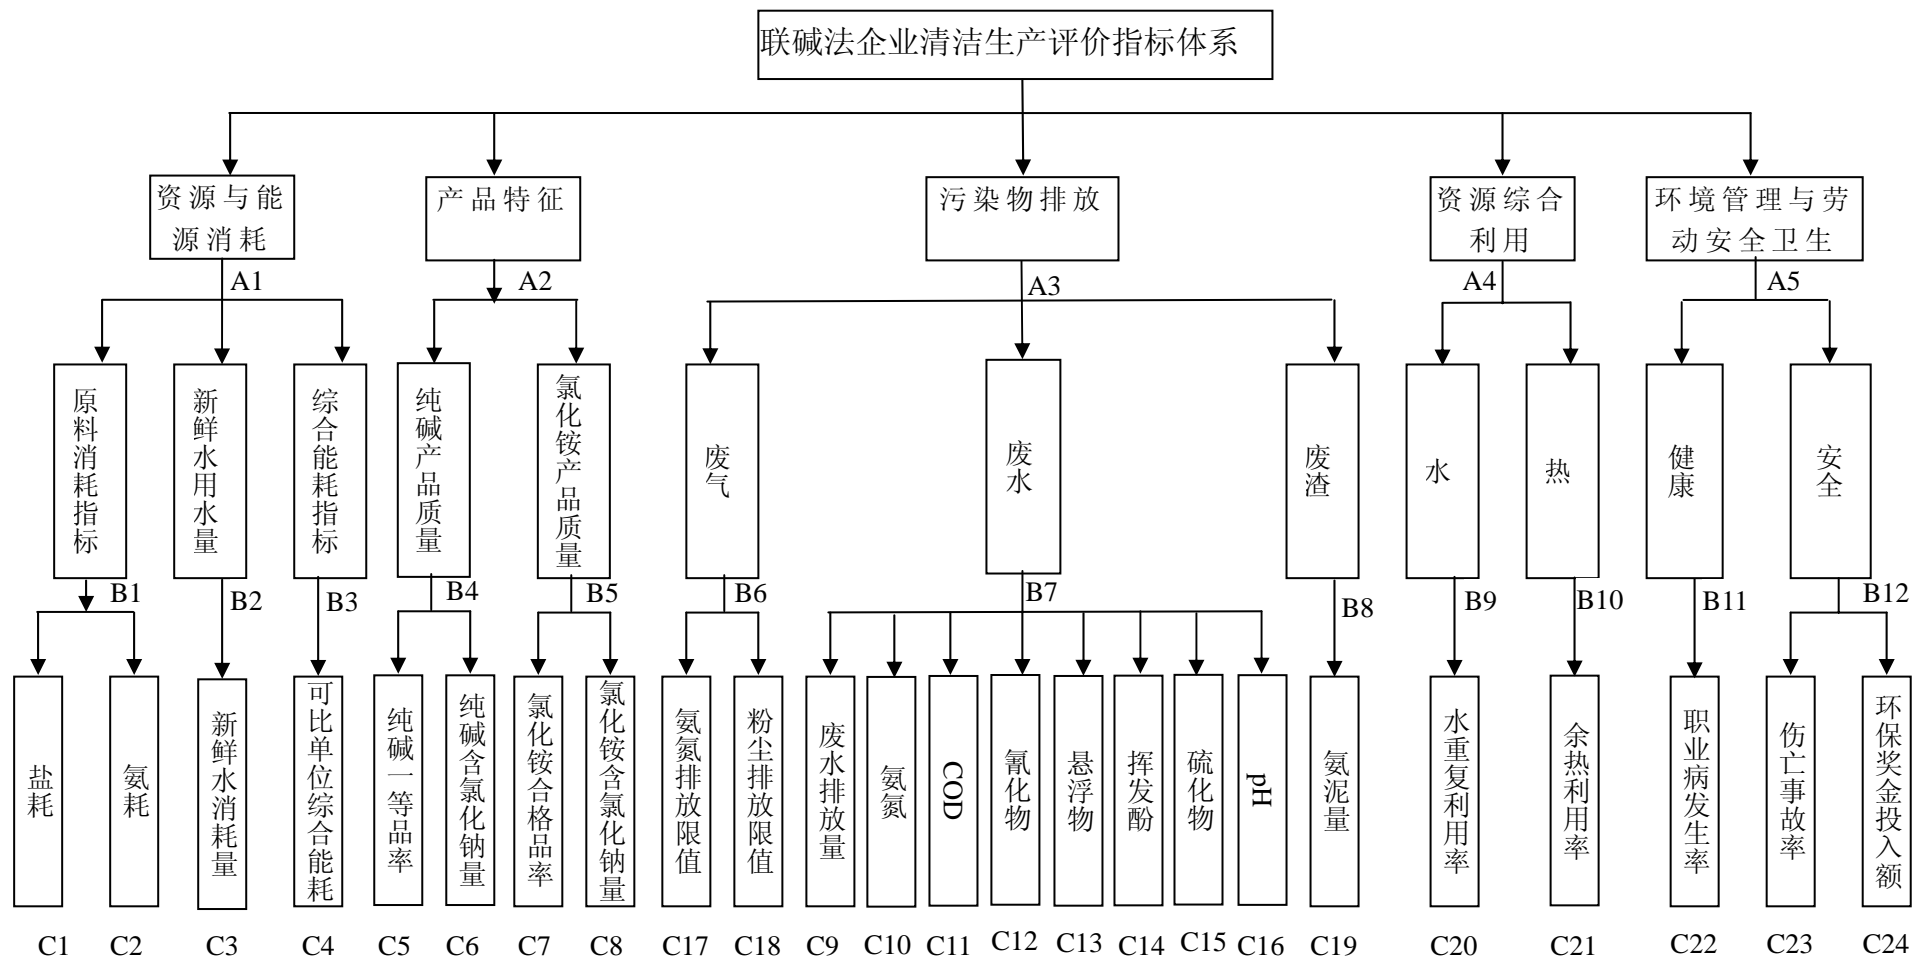 联碱法企业清洁生产评价指标体系
资源与能
源消耗
产品特征
污染物排放
资源综合
利用
环境管理与劳
动安全卫生
A1
A2
A3
A4
A5
原料消耗指标
新鲜水用水量
综合能耗指标
纯碱产品质量
氯化铵产品质量
废气
废水
废渣
水
热
健康
安全
B1
B2
B3
B4
B5
B6
B7
B8
B9
B10
B11
B12
盐耗
氨耗
新鲜水消耗量
可比单位综合能耗
纯碱一等品率
纯碱含氯化钠量
氯化铵合格品率
氯化铵含氯化钠量
氨氮排放限值
粉尘排放限值
废水排放量
氨氮
COD
氰化物
悬浮物
挥发酚
硫化物
pH
氨泥量
水重复利用率
余热利用率
职业病发生率
伤亡事故率
环保奖金投入额
C1
C2
C3
C4
C5
C6
C7
C8
C17
C18
C9
C10
C11
C12
C13
C14
C15
C16
C19
C20
C21
C22
C23
C24